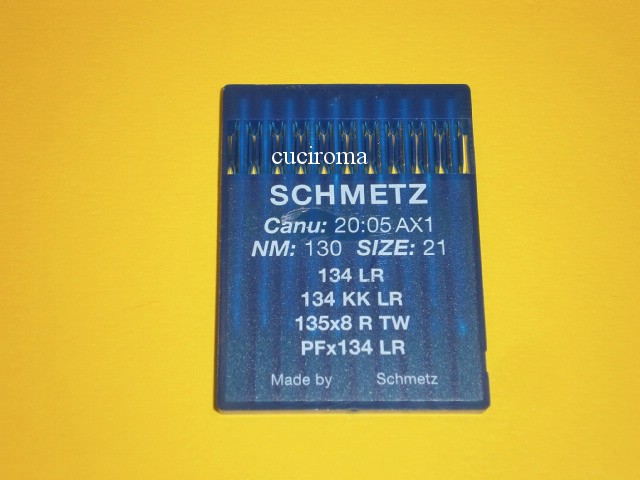 cuciroma
SCHMETZ
Canu: 20:05 AX1
NM: 130 SIZE: 21
134 LR
134 KK LR
135x8 R TW
PFx134 LR
Made by Schmetz